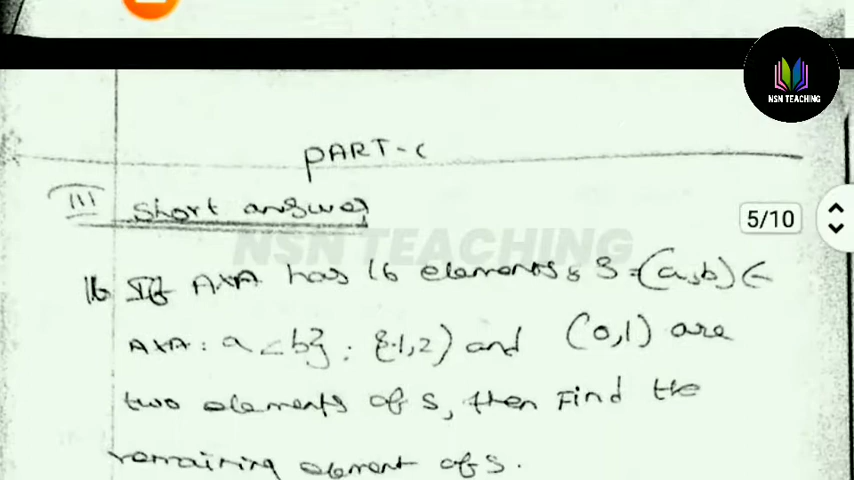 NSN TEACHING
PART-C
III Short answer
5/10
NSN TEACHING
16 If AXA has 16 elements & S = (a,b) ∈
AXA : a < b} : {-1,2) and (0,1) are
two elements of S, then Find the
remaining element of S.